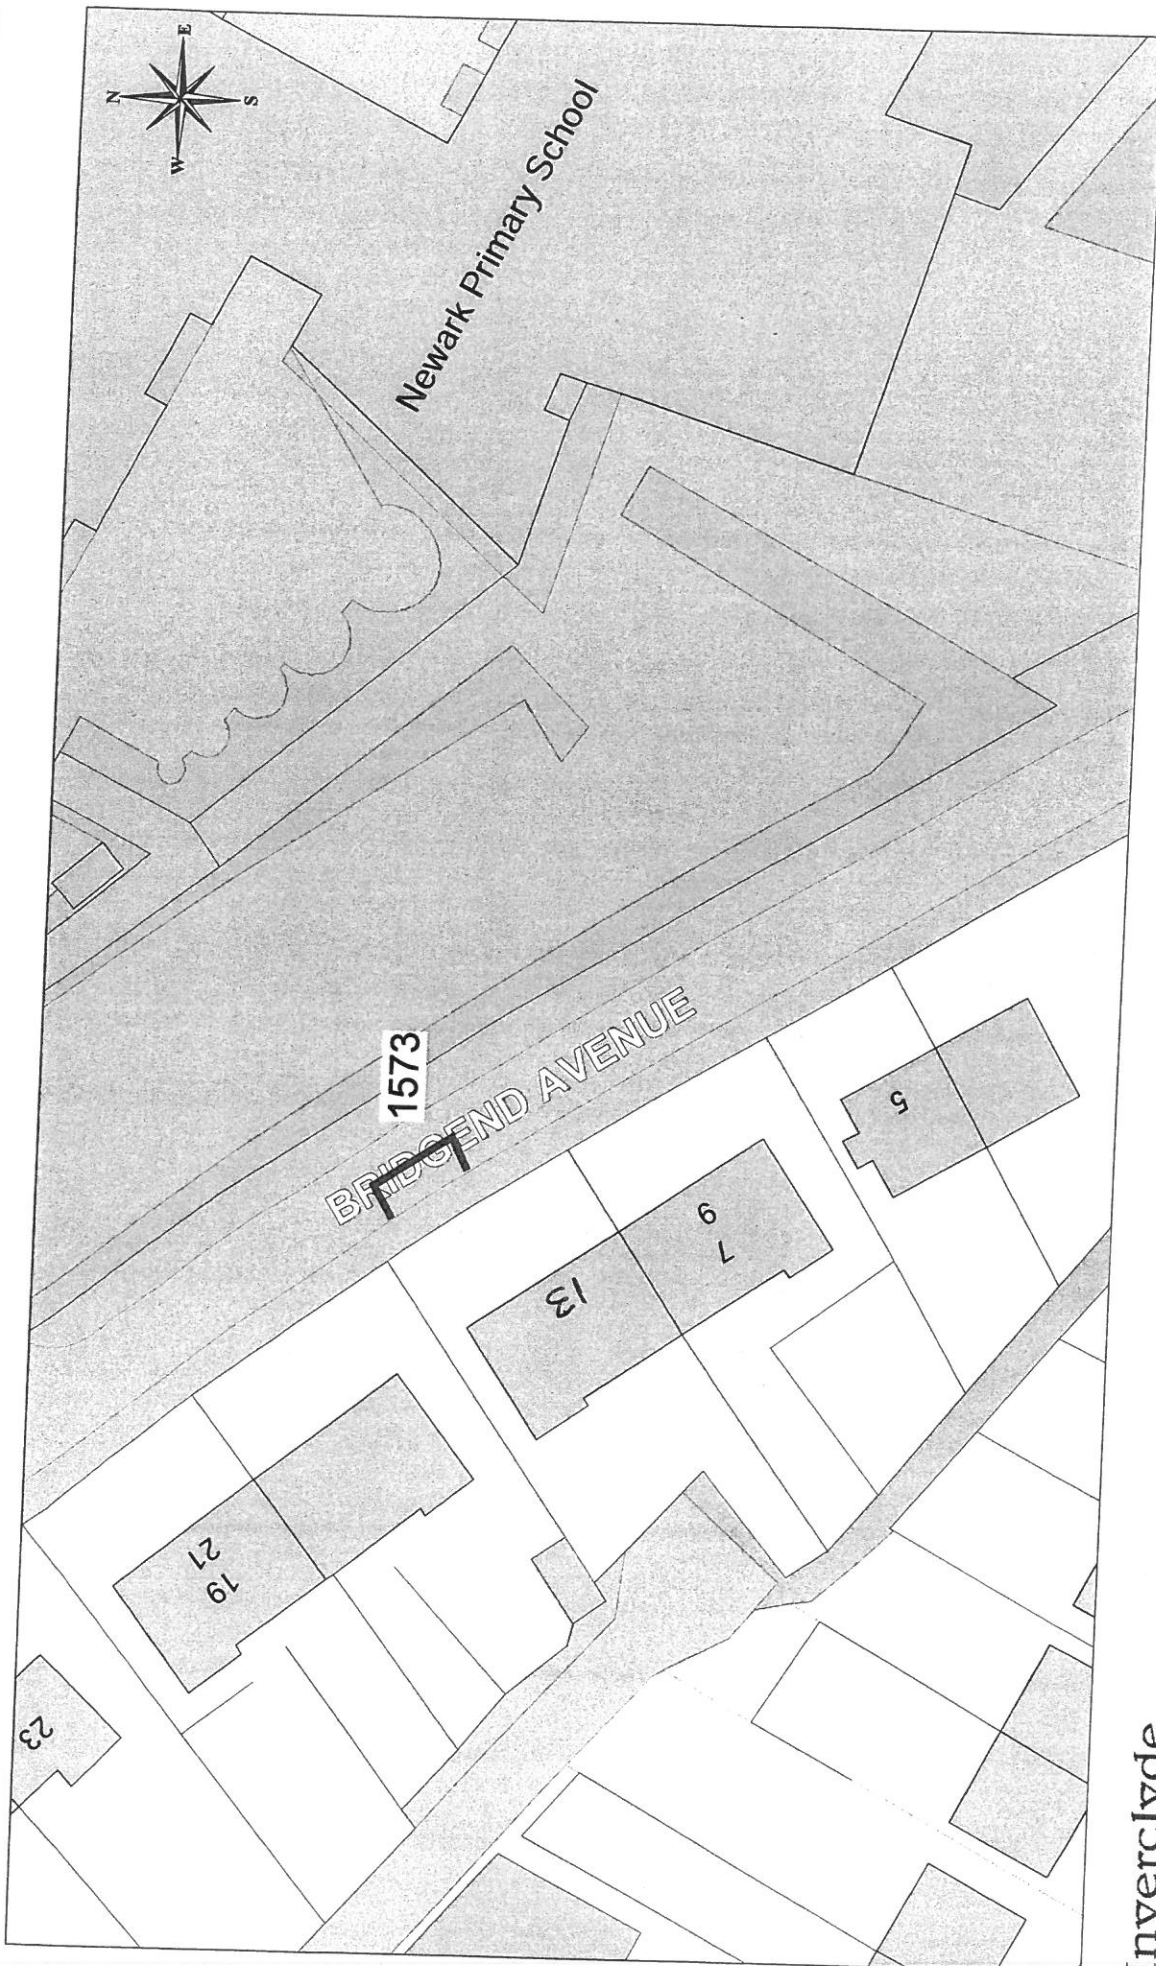 N
E
S
W
Newark Primary School
1573
BRIDGEND AVENUE
5
9
7
13
21
19
23
Inverclyde